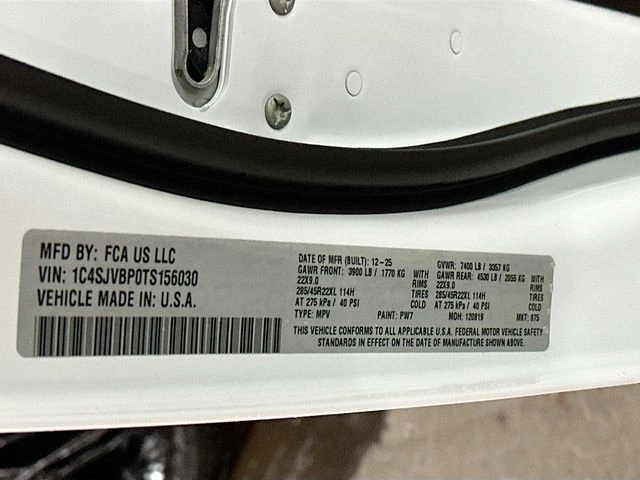 MFD BY: FCA US LLC
VIN: 1C4SJVBP0TS156030
VEHICLE MADE IN: U.S.A.
DATE OF MFR (BUILT): 12-25
GAWR FRONT: 3900 LB / 1770 KG
22X9.0 RIMS
285/45R22XL 114H TIRES
AT 275 kPa / 40 PSI COLD
TYPE: MPV PAINT: PW7
GVWR: 7400 LB / 3357 KG
GAWR REAR: 4530 LB / 2055 KG
22X9.0 RIMS
285/45R22XL 114H TIRES
AT 275 kPa / 40 PSI COLD
MDH: 120819 MKT: 875
THIS VEHICLE CONFORMS TO ALL APPLICABLE U.S.A. FEDERAL MOTOR VEHICLE SAFETY
STANDARDS IN EFFECT ON THE DATE OF MANUFACTURE SHOWN ABOVE.